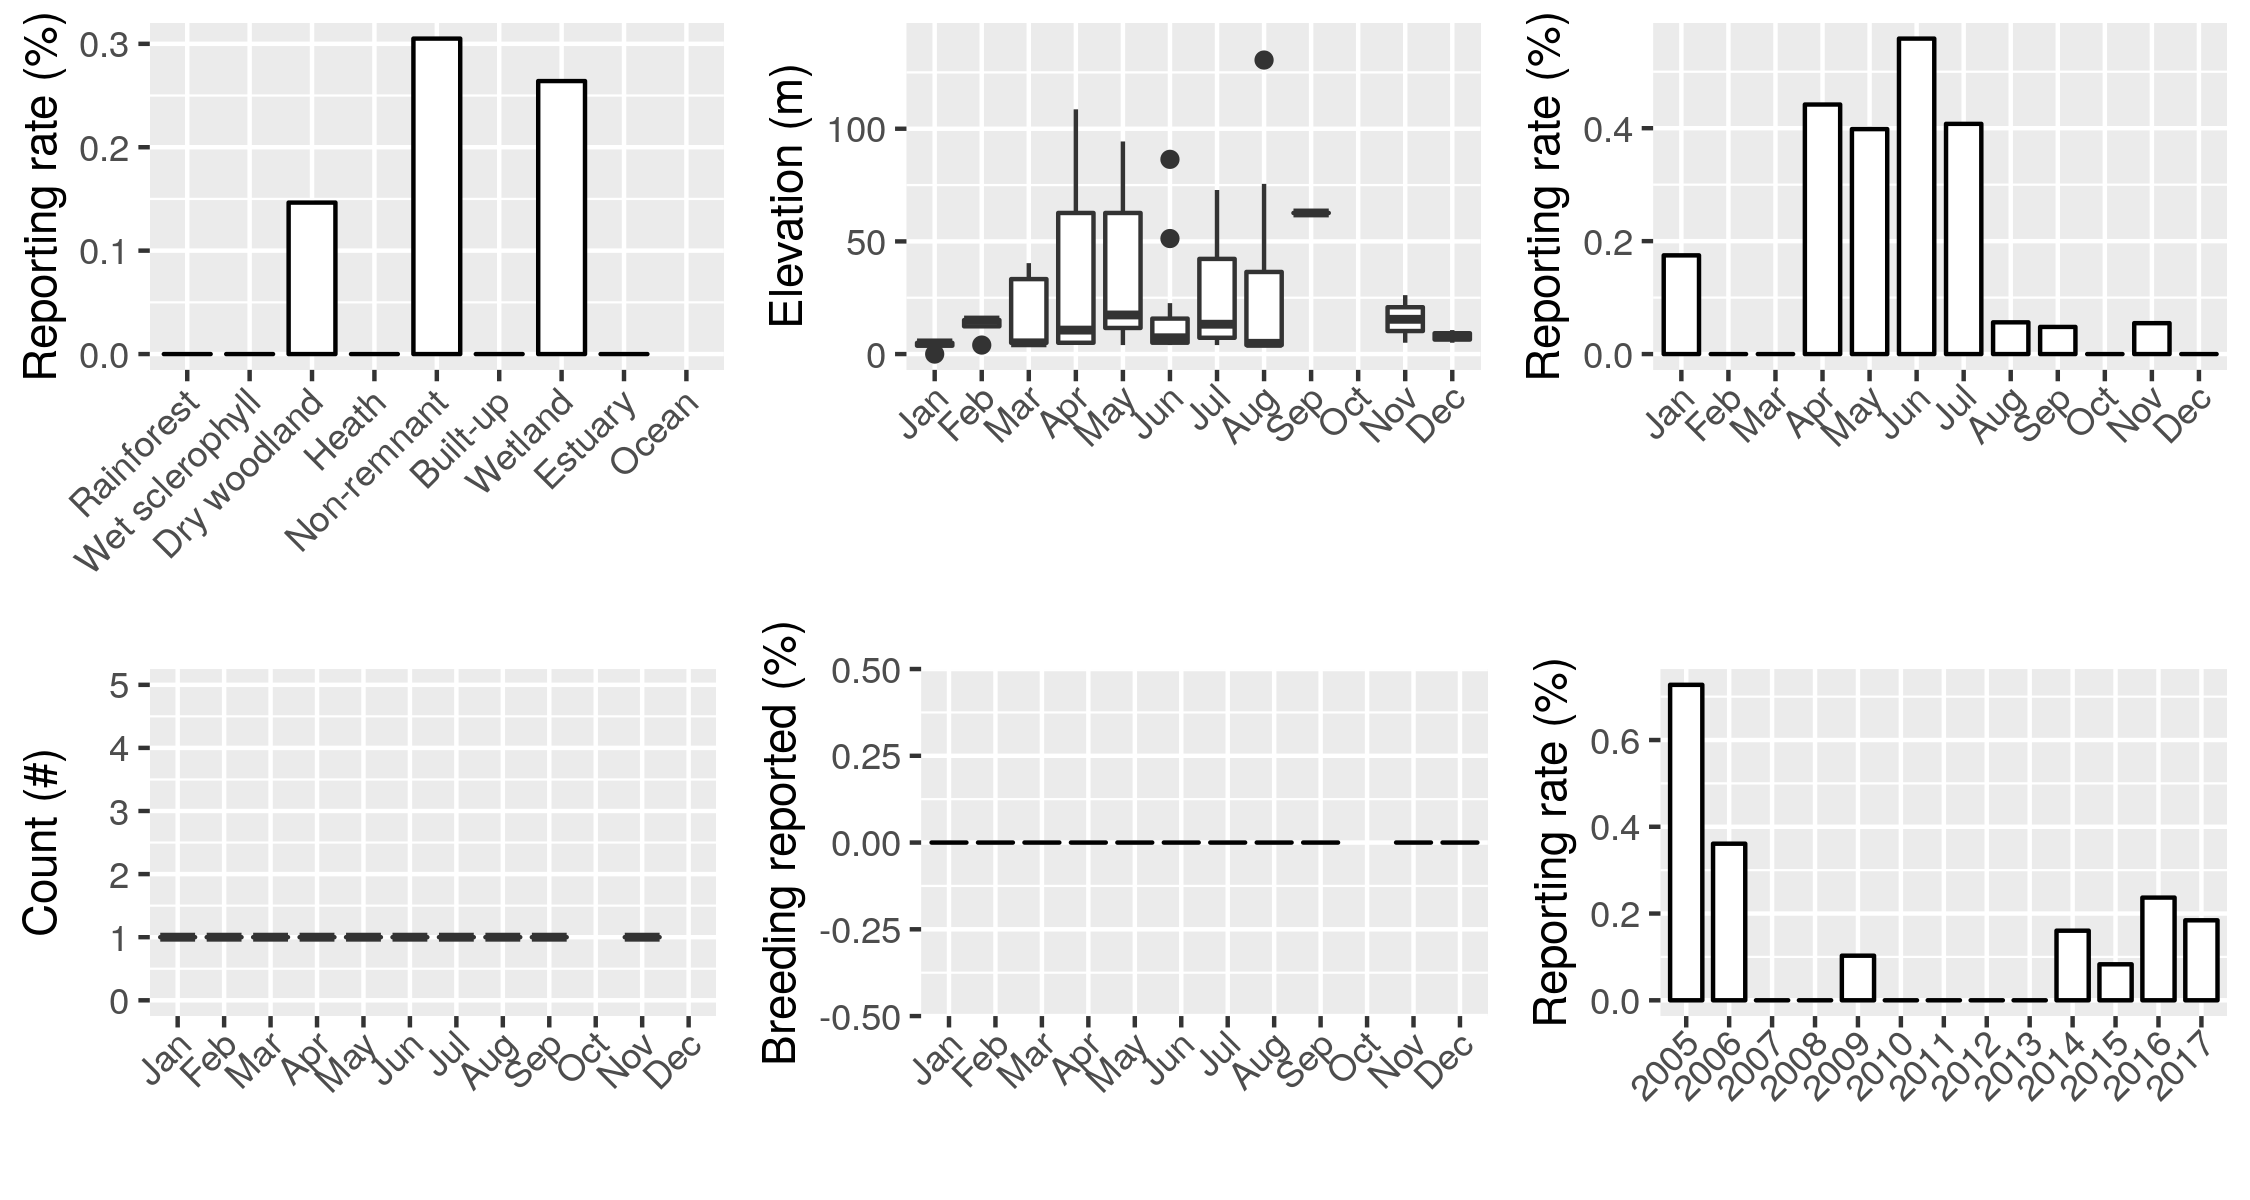 Reporting rate (%)
0.3
0.2
0.1
0.0
Rainforest
Wet sclerophyll
Dry woodland
Heath
Non-remnant
Built-up
Wetland
Estuary
Ocean
Elevation (m)
100
50
0
Jan
Feb
Mar
Apr
May
Jun
Jul
Aug
Sep
Oct
Nov
Dec
Reporting rate (%)
0.4
0.2
0.0
Jan
Feb
Mar
Apr
May
Jun
Jul
Aug
Sep
Oct
Nov
Dec
Count (#)
5
4
3
2
1
0
Jan
Feb
Mar
Apr
May
Jun
Jul
Aug
Sep
Oct
Nov
Dec
Breeding reported (%)
0.50
0.25
0.00
-0.25
-0.50
Jan
Feb
Mar
Apr
May
Jun
Jul
Aug
Sep
Oct
Nov
Dec
Reporting rate (%)
0.6
0.4
0.2
0.0
2005
2006
2007
2008
2009
2010
2011
2012
2013
2014
2015
2016
2017